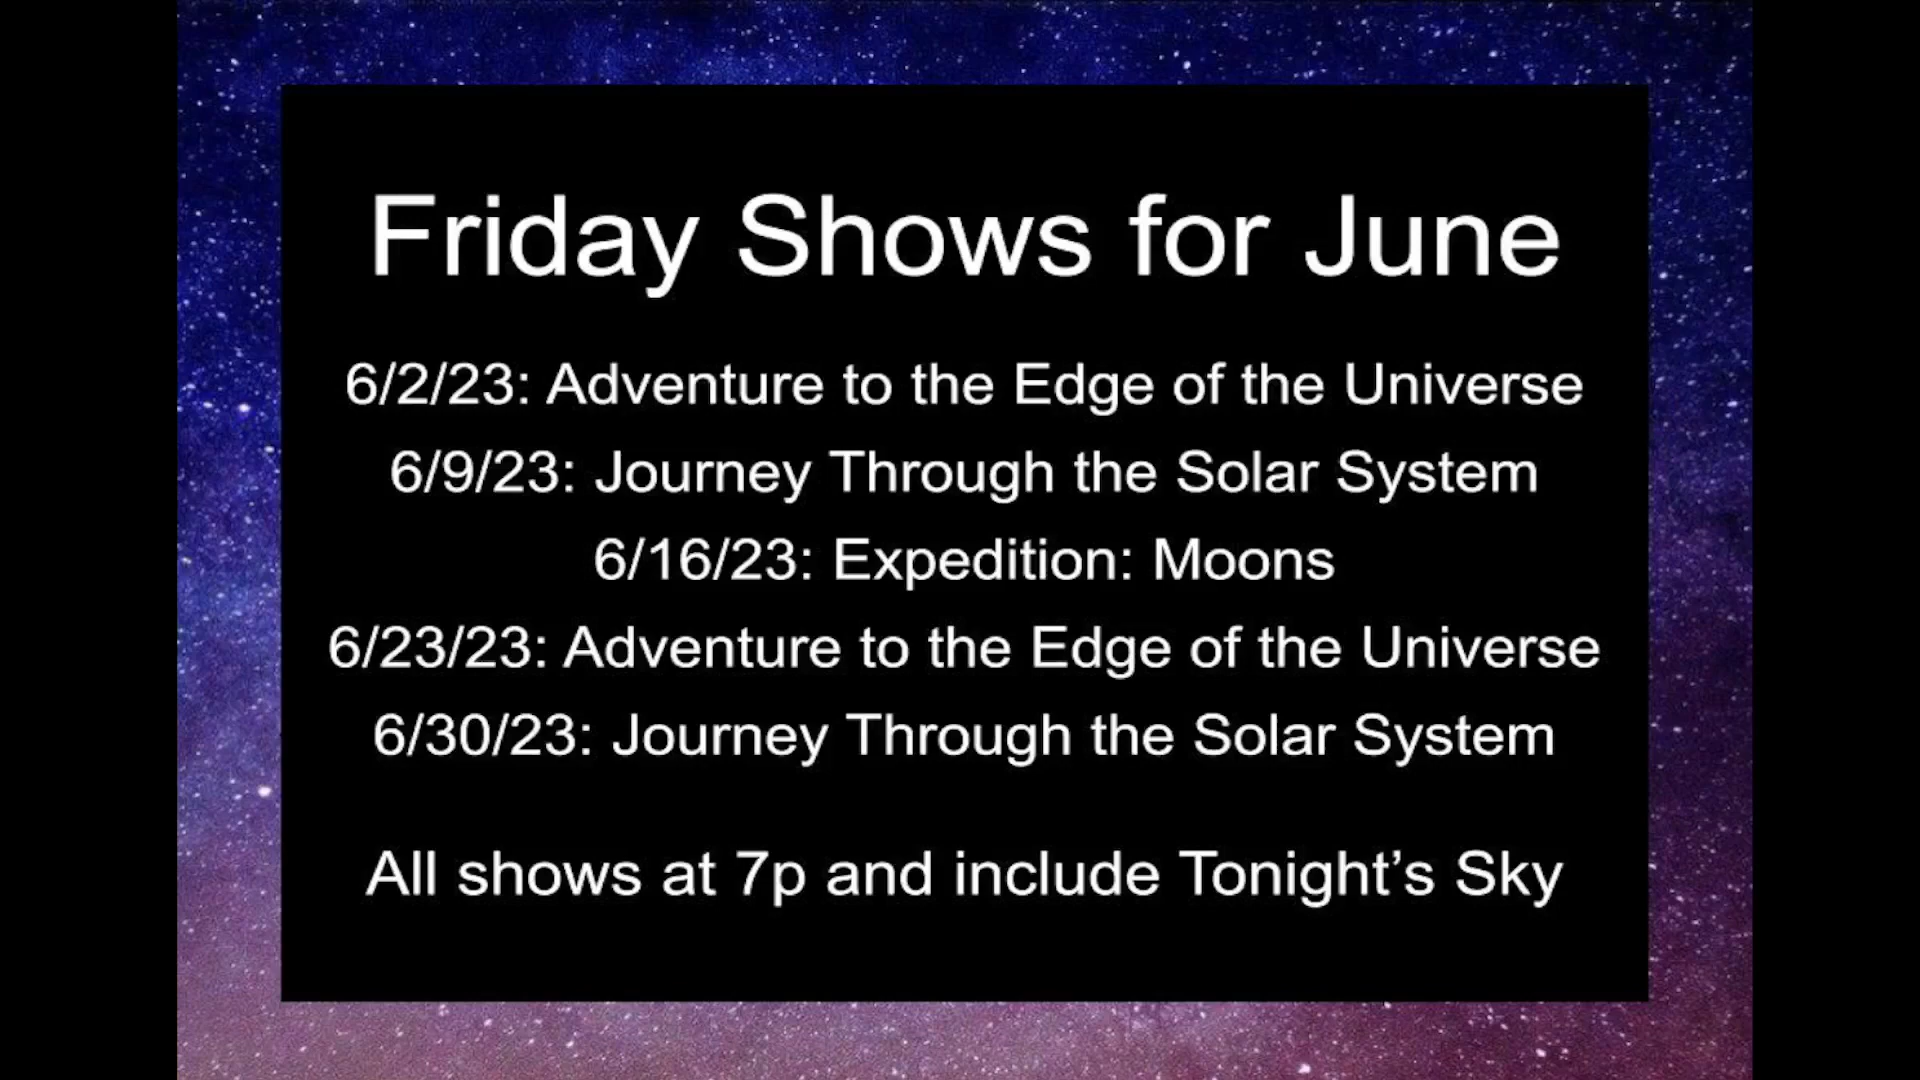 Friday Shows for June
6/2/23: Adventure to the Edge of the Universe
6/9/23: Journey Through the Solar System
6/16/23: Expedition: Moons
6/23/23: Adventure to the Edge of the Universe
6/30/23: Journey Through the Solar System
All shows at 7p and include Tonight’s Sky